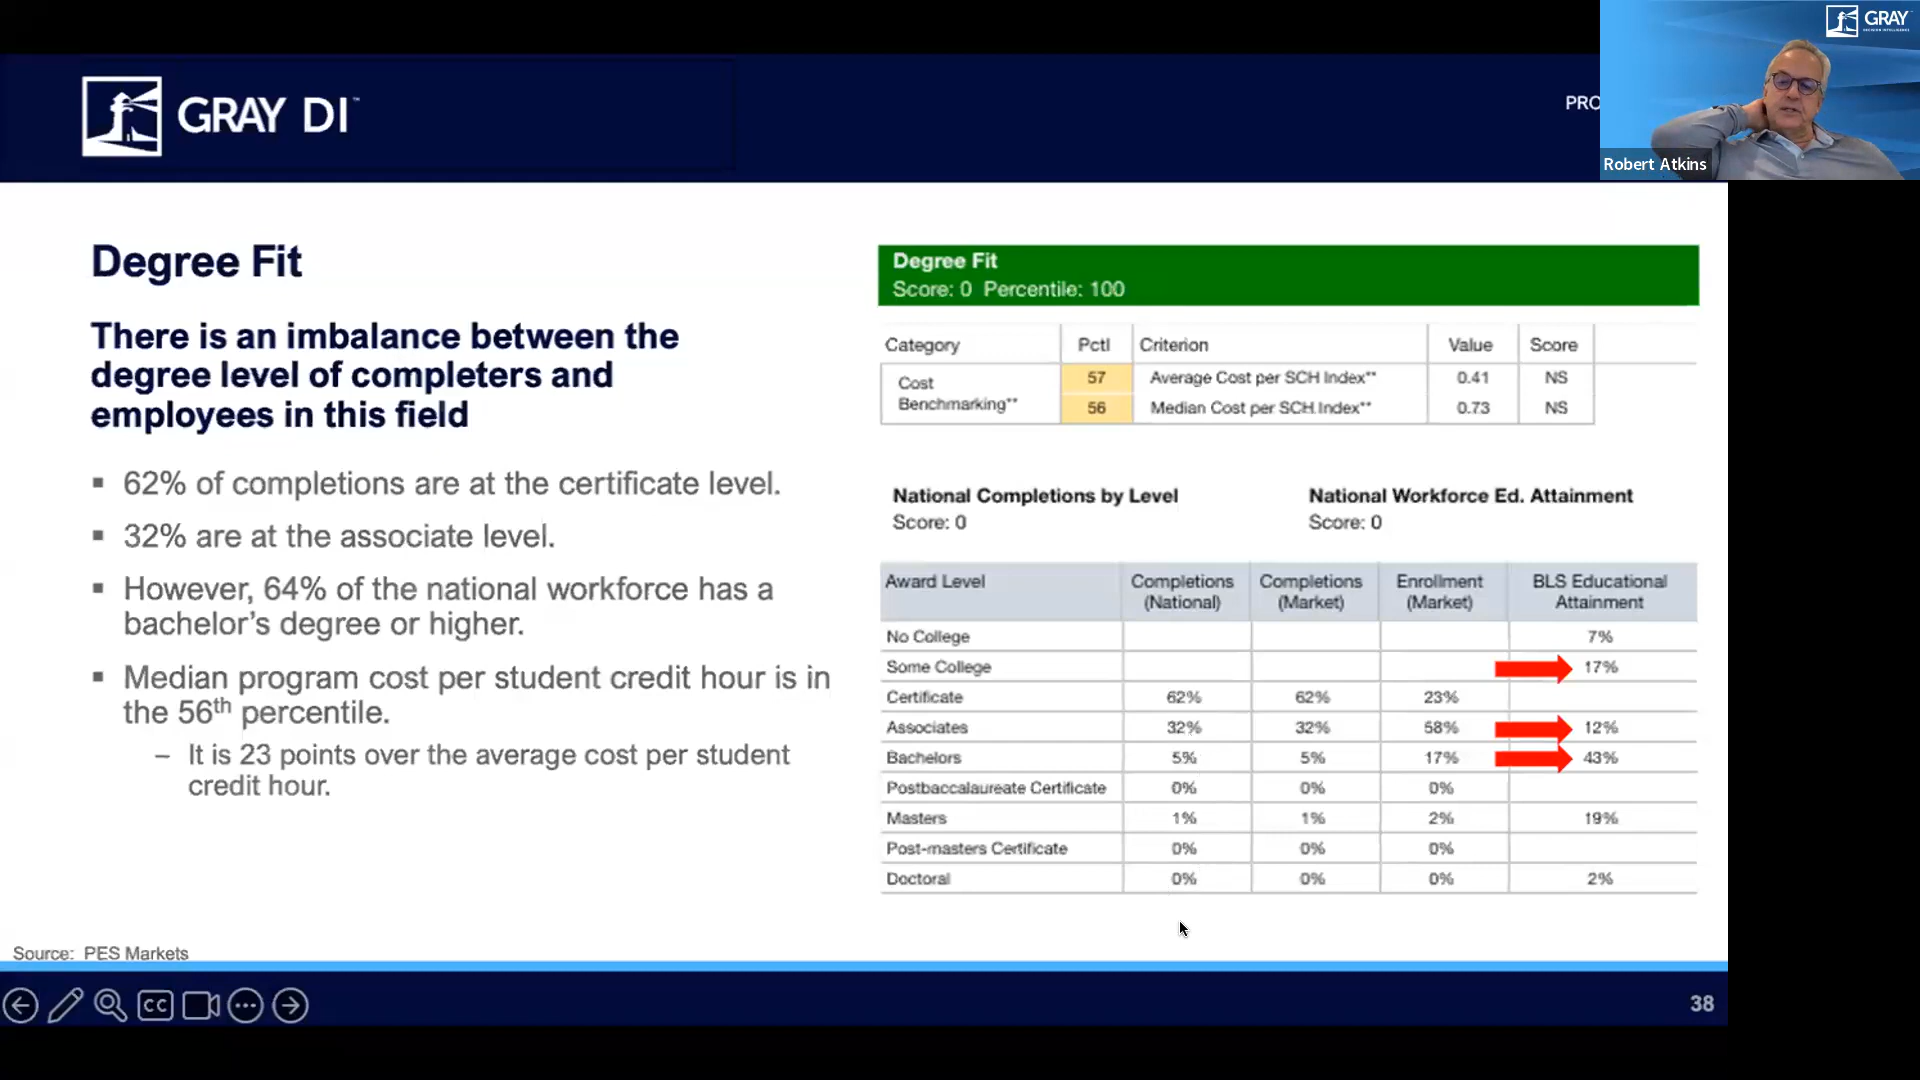 GRAY DI™
PRO
GRAY
Robert Atkins
Degree Fit
There is an imbalance between the
degree level of completers and
employees in this field
▪ 62% of completions are at the certificate level.
▪ 32% are at the associate level.
▪ However, 64% of the national workforce has a
bachelor's degree or higher.
▪ Median program cost per student credit hour is in
the 56th percentile.
– It is 23 points over the average cost per student
credit hour.
Degree Fit
Score: 0 Percentile: 100
Category Pctl Criterion Value Score
Cost Benchmarking** 57 Average Cost per SCH Index** 0.41 NS
56 Median Cost per SCH Index** 0.73 NS
National Completions by Level
Score: 0
National Workforce Ed. Attainment
Score: 0
Award Level Completions (National) Completions (Market) Enrollment (Market) BLS Educational Attainment
No College 7%
Some College 17%
Certificate 62% 62% 23%
Associates 32% 32% 58% 12%
Bachelors 5% 5% 17% 43%
Postbaccalaureate Certificate 0% 0% 0%
Masters 1% 1% 2% 19%
Post-masters Certificate 0% 0% 0%
Doctoral 0% 0% 0% 2%
Source: PES Markets
CC
38